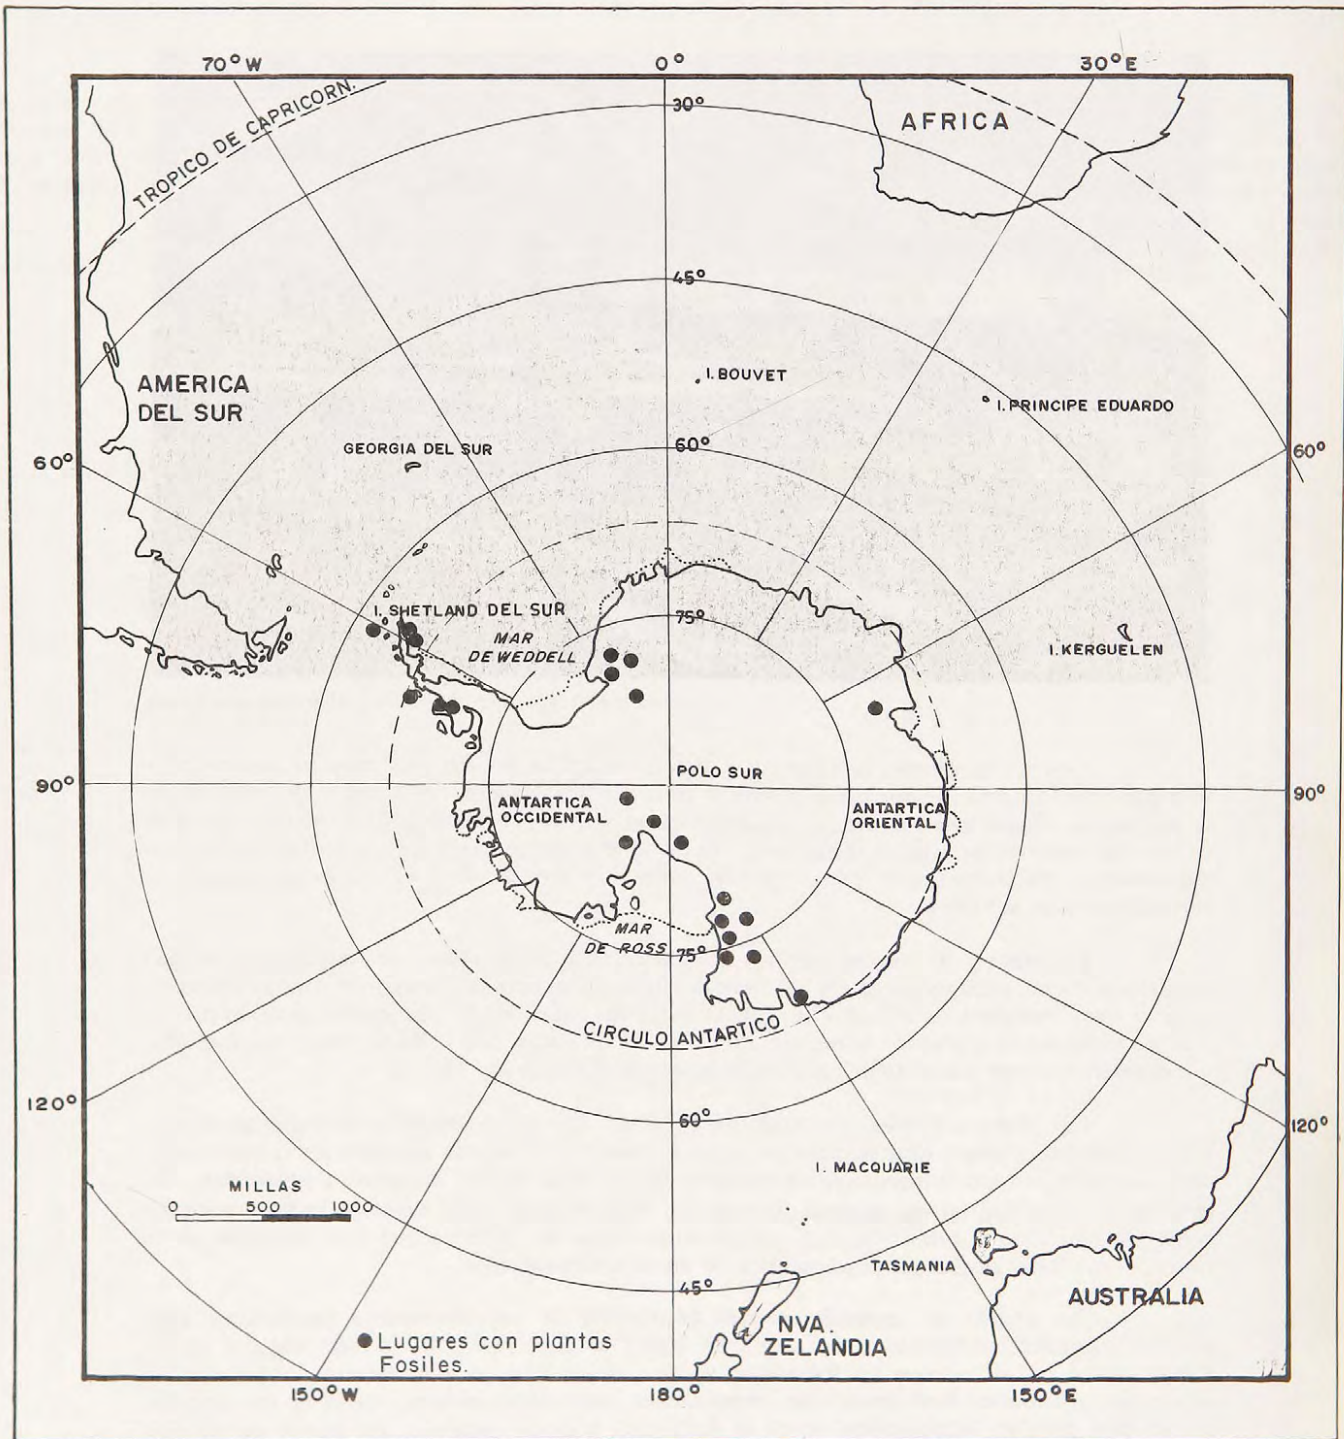 70°W
0°
30°E
TROPICO DE CAPRICORN.
30°
AFRICA
45°
AMERICA
DEL SUR
I. BOUVET
I. PRINCIPE EDUARDO
GEORGIA DEL SUR
60°
60°
60°
I. SHETLAND DEL SUR
75°
MAR
DE WEDDELL
I. KERGUELEN
POLO SUR
90°
90°
ANTARTICA
OCCIDENTAL
ANTARTICA
ORIENTAL
MAR
DE ROSS
75°
CIRCULO ANTARTICO
120°
60°
120°
I. MACQUARIE
MILLAS
0 500 1000
TASMANIA
45°
AUSTRALIA
NVA.
ZELANDIA
Lugares con plantas
Fosiles.
150°W
180°
150°E